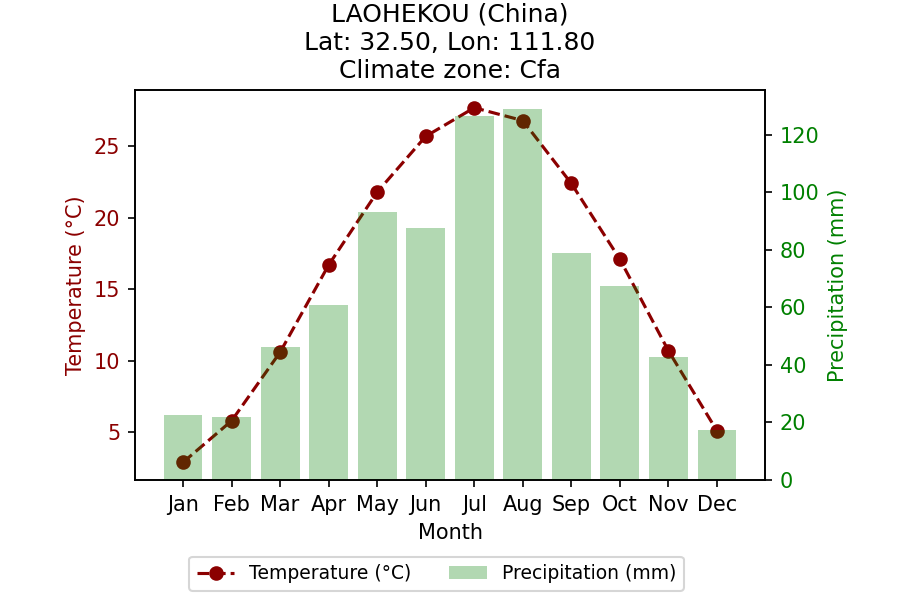 LAOHEKOU (China)
Lat: 32.50, Lon: 111.80
Climate zone: Cfa
Temperature (°C)
25
20
15
10
5
120
100
80
60
40
20
0
Precipitation (mm)
Jan Feb Mar Apr May Jun Jul Aug Sep Oct Nov Dec
Month
Temperature (°C) Precipitation (mm)